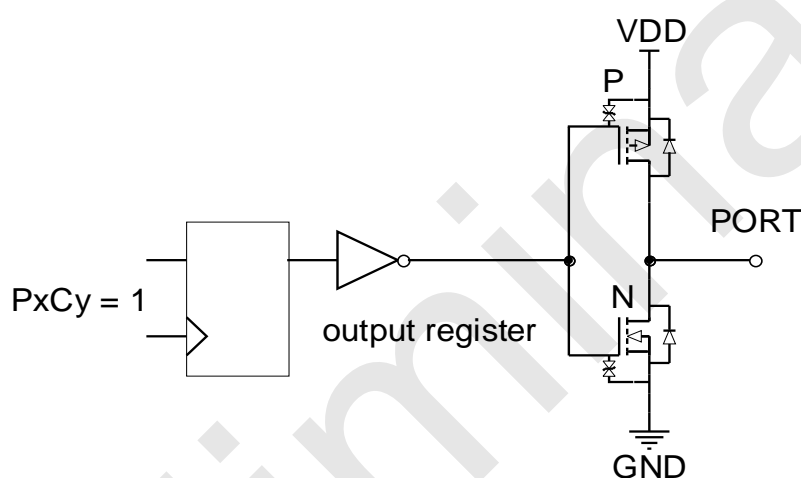 VDD
P
PORT
PxCy = 1
N
output register
GND